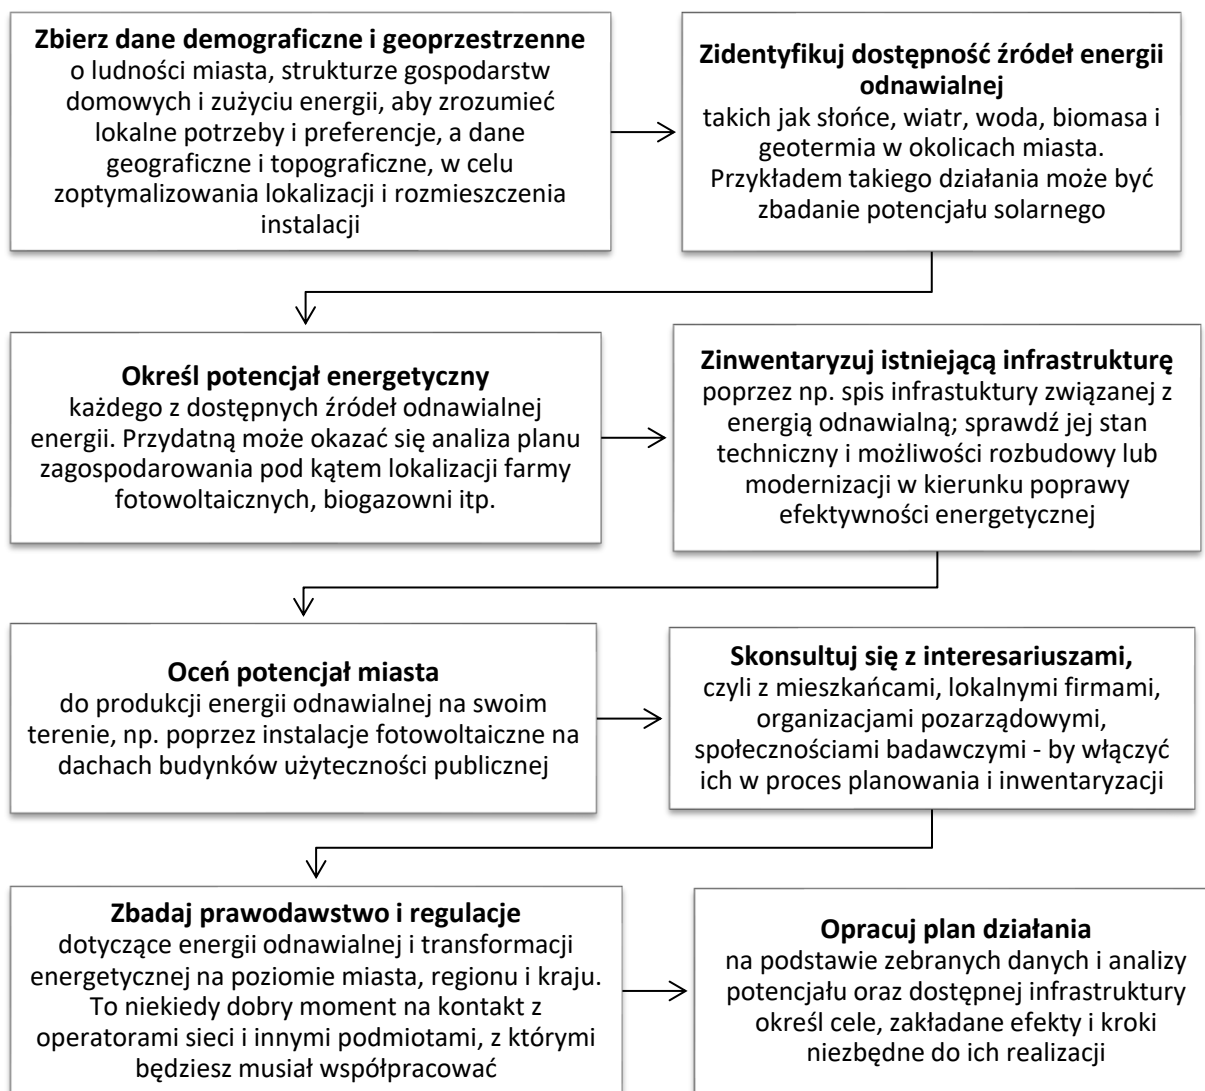 Zbierz dane demograficzne i geoprzestrzenne
o ludności miasta, strukturze gospodarstw
domowych i zużyciu energii, aby zrozumieć
lokalne potrzeby i preferencje, a dane
geograficzne i topograficzne, w celu
zoptymalizowania lokalizacji i rozmieszczenia
instalacji
Zidentyfikuj dostępność źródeł energii
odnawialnej
takich jak słońce, wiatr, woda, biomasa i
geotermia w okolicach miasta.
Przykładem takiego działania może być
zbadanie potencjału solarnego
Określ potencjał energetyczny
każdego z dostępnych źródeł odnawialnej
energii. Przydatną może okazać się analiza planu
zagospodarowania pod kątem lokalizacji farmy
fotowoltaicznych, biogazowni itp.
Zinwentaryzuj istniejącą infrastrukturę
poprzez np. spis infrastuktury związanej z
energią odnawialną; sprawdź jej stan
techniczny i możliwości rozbudowy lub
modernizacji w kierunku poprawy
efektywności energetycznej
Oceń potencjał miasta
do produkcji energii odnawialnej na swoim
terenie, np. poprzez instalacje fotowoltaiczne na
dachach budynków użyteczności publicznej
Skonsultuj się z interesariuszami,
czyli z mieszkańcami, lokalnymi firmami,
organizacjami pozarządowymi,
społecznościami badawczymi - by włączyć
ich w proces planowania i inwentaryzacji
Zbadaj prawodawstwo i regulacje
dotyczące energii odnawialnej i transformacji
energetycznej na poziomie miasta, regionu i kraju.
To niekiedy dobry moment na kontakt z
operatorami sieci i innymi podmiotami, z którymi
będziesz musiał współpracować
Opracuj plan działania
na podstawie zebranych danych i analizy
potencjału oraz dostępnej infrastruktury
określ cele, zakładane efekty i kroki
niezbędne do ich realizacji